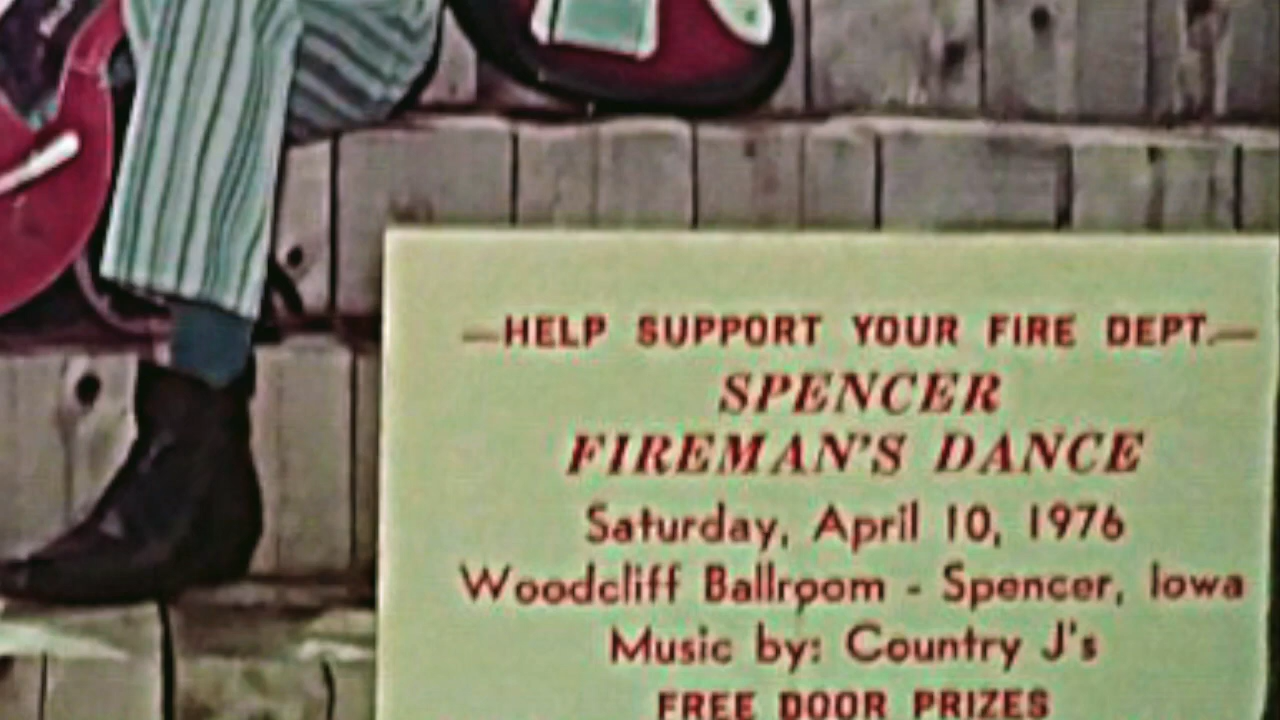 —HELP SUPPORT YOUR FIRE DEPT.—
SPENCER
FIREMAN'S DANCE
Saturday, April 10, 1976
Woodcliff Ballroom - Spencer, Iowa
Music by: Country J's
FREE DOOR PRIZES